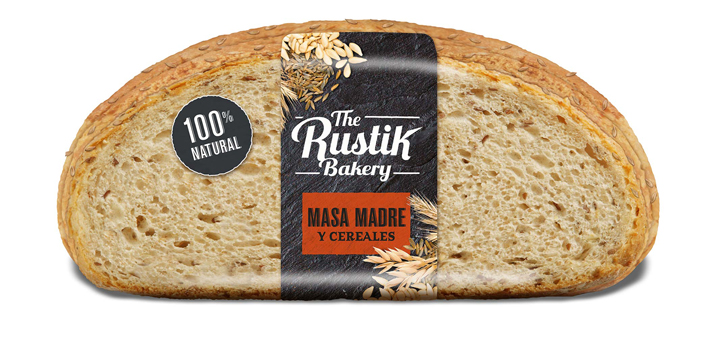 100%
NATURAL
The
Rustik
Bakery
MASA MADRE
Y CEREALES